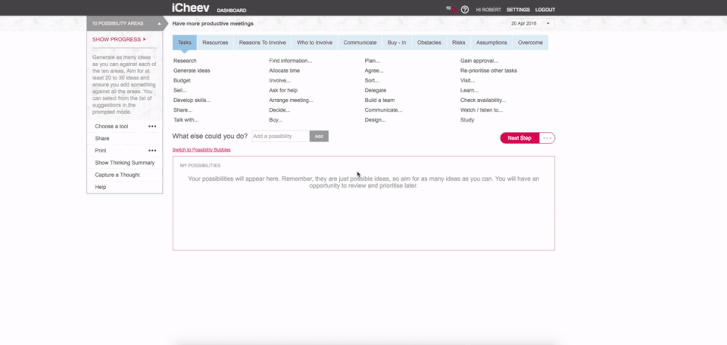 iCheev DASHBOARD
HI ROBERT SETTINGS LOGOUT
10 POSSIBILITY AREAS
Have more productive meetings
20 Apr 2016
SHOW PROGRESS
Generate as many ideas
as you can against each of
the ten areas. Aim for at
least 20 to 30 ideas and
ensure you add something
against all the areas. You
can select from the list of
suggestions in the
prompted mode.
Choose a tool
Share
Print
Show Thinking Summary
Capture a Thought
Help
Tasks Resources Reasons To Involve Who to Involve Communicate Buy - In Obstacles Risks Assumptions Overcome
Research Find information... Plan... Gain approval...
Generate ideas Allocate time Agree... Re-prioritise other tasks
Budget Involve... Sort... Visit...
Sell... Ask for help Delegate Learn...
Develop skills... Arrange meeting... Build a team Check availability...
Share... Decide... Communicate... Watch / listen to...
Talk with... Buy... Design... Study
What else could you do? Add a possibility Add
Next Step
Switch to Possibility Bubbles
MY POSSIBILITIES
Your possibilities will appear here. Remember, they are just possible ideas, so aim for as many ideas as you can. You will have an
opportunity to review and prioritise later.